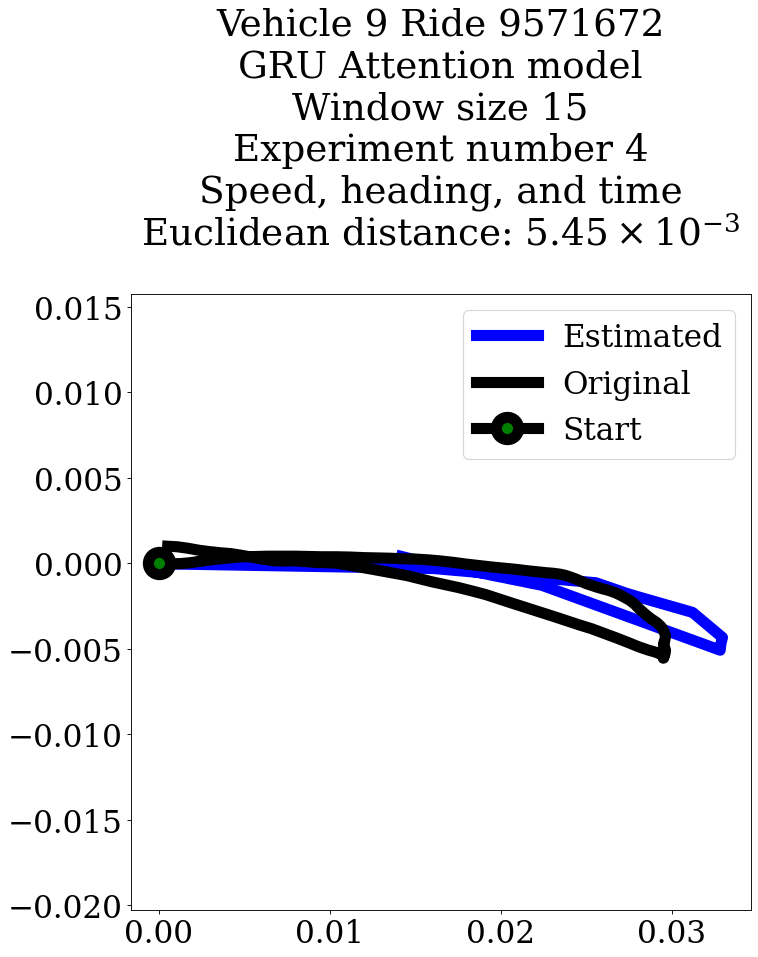 Vehicle 9 Ride 9571672
GRU Attention model
Window size 15
Experiment number 4
Speed, heading, and time
Euclidean distance: 5.45 × 10⁻³
Estimated
Original
Start
0.015
0.010
0.005
0.000
−0.005
−0.010
−0.015
−0.020
0.00 0.01 0.02 0.03